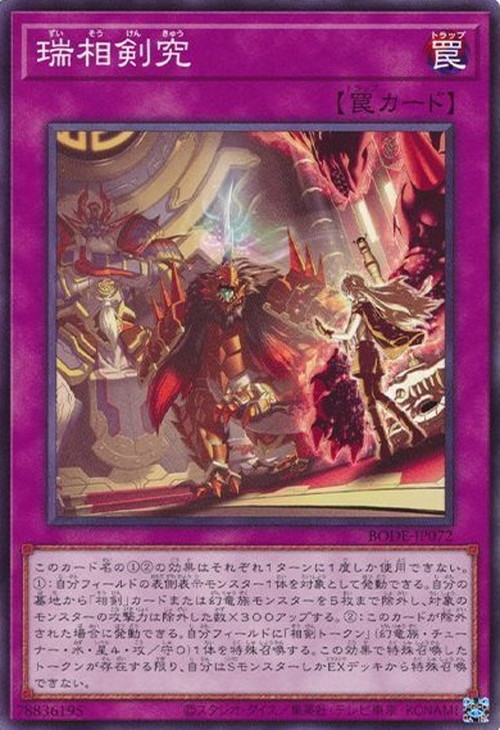 ずい そう けん きゅう
瑞相剣究
トラップ
罠
【罠カード】
BODE-JP072
このカード名の①②の効果はそれぞれ1ターンに1度しか使用できない。
①:自分フィールドの表側表示モンスター1体を対象として発動できる。自分の
墓地から「相剣」カードまたは幻竜族モンスターを5枚まで除外し、対象の
モンスターの攻撃力は除外した数×300アップする。②:このカードが除外
された場合に発動できる。自分フィールドに「相剣トークン」(幻竜族・チュー
ナー・水・星4・攻/守0)1体を特殊召喚する。この効果で特殊召喚した
トークンが存在する限り、自分はSモンスターしかEXデッキから特殊召喚
できない。
78836195
©スタジオ・ダイス/集英社・テレビ東京・KONAMI